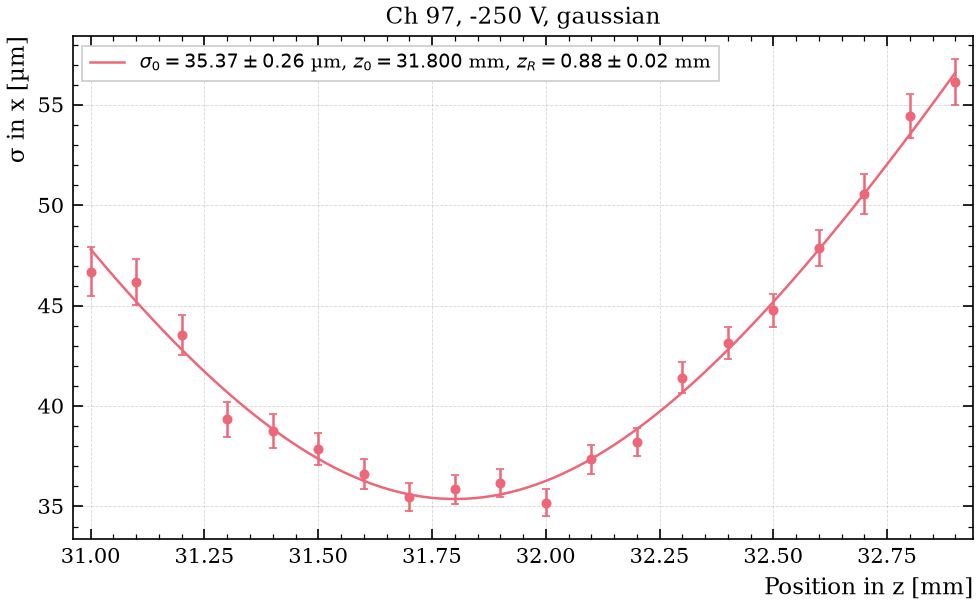 Ch 97, -250 V, gaussian
σ₀ = 35.37 ± 0.26 µm, z₀ = 31.800 mm, z_R = 0.88 ± 0.02 mm
σ in x [µm]
55
50
45
40
35
31.00 31.25 31.50 31.75 32.00 32.25 32.50 32.75
Position in z [mm]